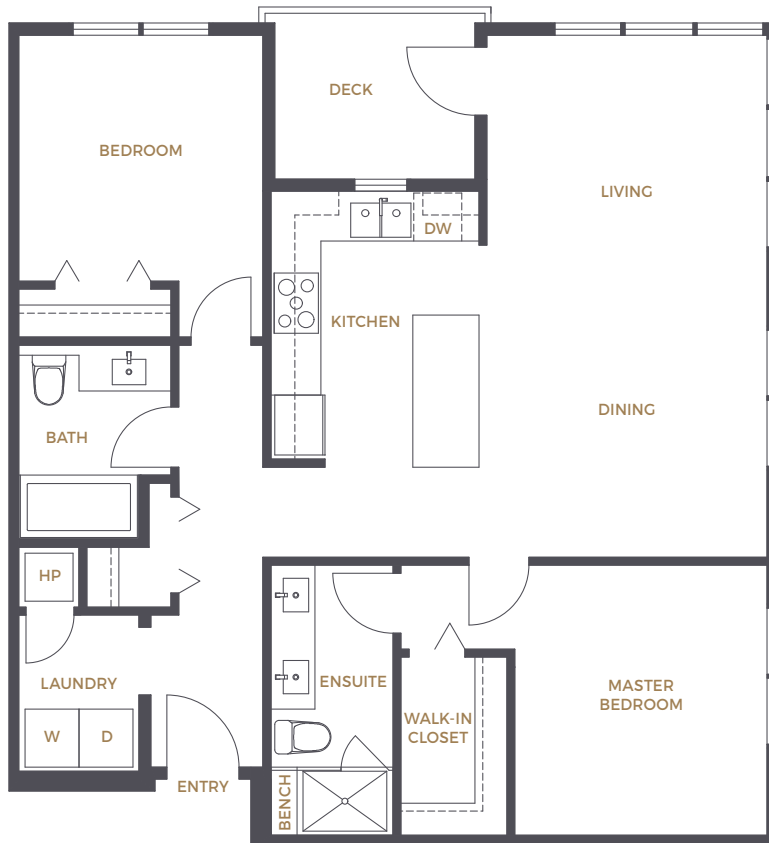 DECK
BEDROOM
LIVING
DW
KITCHEN
DINING
BATH
HP
LAUNDRY
ENSUITE
MASTER
BEDROOM
WALK-IN
CLOSET
W
D
ENTRY
BENCH